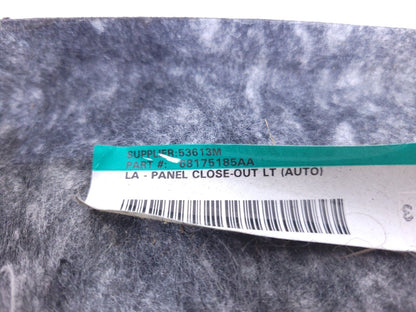 SUPPLIER:53613M
PART #: 68175185AA
LA - PANEL CLOSE-OUT LT (AUTO)